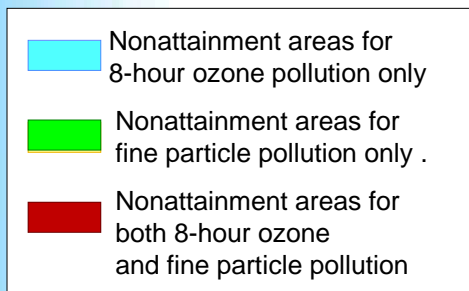 Nonattainment areas for
8-hour ozone pollution only
Nonattainment areas for
fine particle pollution only .
Nonattainment areas for
both 8-hour ozone
and fine particle pollution